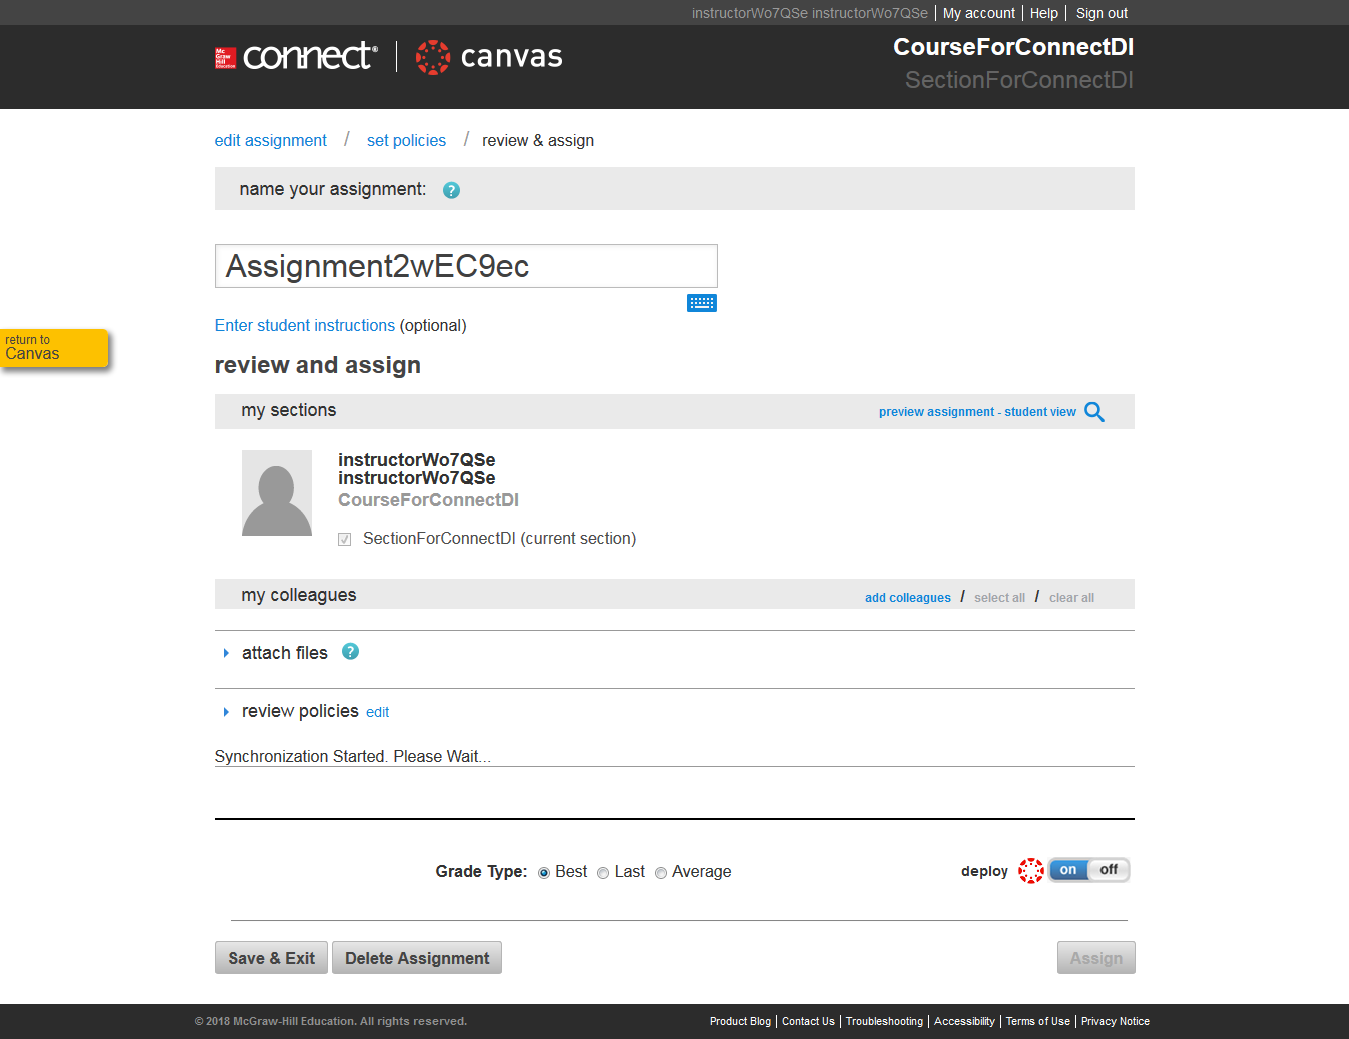 instructorWo7QSe instructorWo7QSe | My account | Help | Sign out
Mc Graw Hill Education connect® | canvas
CourseForConnectDI
SectionForConnectDI
edit assignment / set policies / review & assign
name your assignment: ?
Assignment2wEC9ec
Enter student instructions (optional)
return to
Canvas
review and assign
my sections preview assignment - student view
instructorWo7QSe
instructorWo7QSe
CourseForConnectDI
SectionForConnectDI (current section)
my colleagues add colleagues / select all / clear all
attach files ?
review policies edit
Synchronization Started. Please Wait...
Grade Type: Best Last Average deploy on off
Save & Exit Delete Assignment Assign
© 2018 McGraw-Hill Education. All rights reserved. Product Blog | Contact Us | Troubleshooting | Accessibility | Terms of Use | Privacy Notice